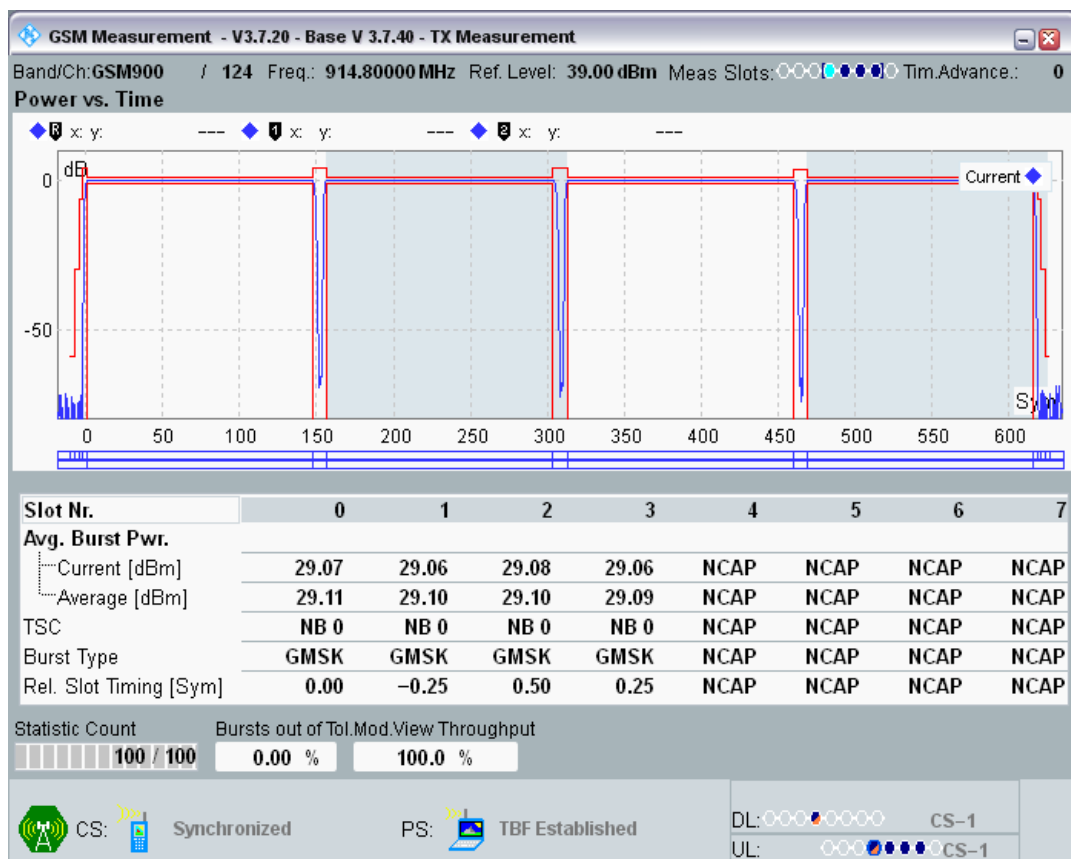 GSM Measurement - V3.7.20 - Base V 3.7.40 - TX Measurement
Band/Ch:GSM900 / 124 Freq.: 914.80000 MHz Ref. Level: 39.00 dBm Meas Slots: Tim.Advance.: 0
Power vs. Time
R x: y: --- 1 x: y: --- 2 x: y: ---
dB
Current
0
-50
Sym
0 50 100 150 200 250 300 350 400 450 500 550 600
Slot Nr. 0 1 2 3 4 5 6 7
Avg. Burst Pwr.
Current [dBm] 29.07 29.06 29.08 29.06 NCAP NCAP NCAP NCAP
Average [dBm] 29.11 29.10 29.10 29.09 NCAP NCAP NCAP NCAP
TSC NB 0 NB 0 NB 0 NB 0 NCAP NCAP NCAP NCAP
Burst Type GMSK GMSK GMSK GMSK NCAP NCAP NCAP NCAP
Rel. Slot Timing [Sym] 0.00 −0.25 0.50 0.25 NCAP NCAP NCAP NCAP
Statistic Count Bursts out of Tol.Mod.View Throughput
100 / 100 0.00 % 100.0 %
CS: Synchronized PS: TBF Established DL: CS−1
UL: CS−1